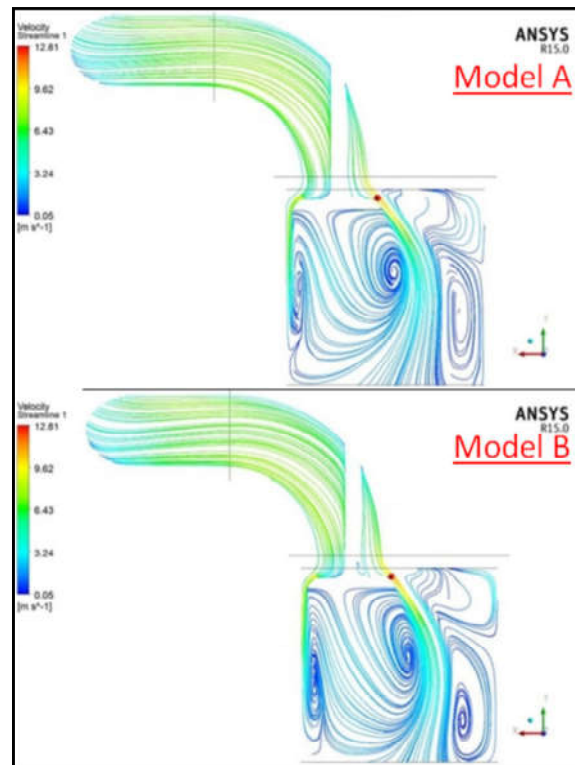 Velocity
Streamline 1
12.81
9.62
6.43
3.24
0.05
[m s^-1]
ANSYS
R15.0
Model A
Velocity
Streamline 1
12.81
9.62
6.43
3.24
0.05
[m s^-1]
ANSYS
R15.0
Model B